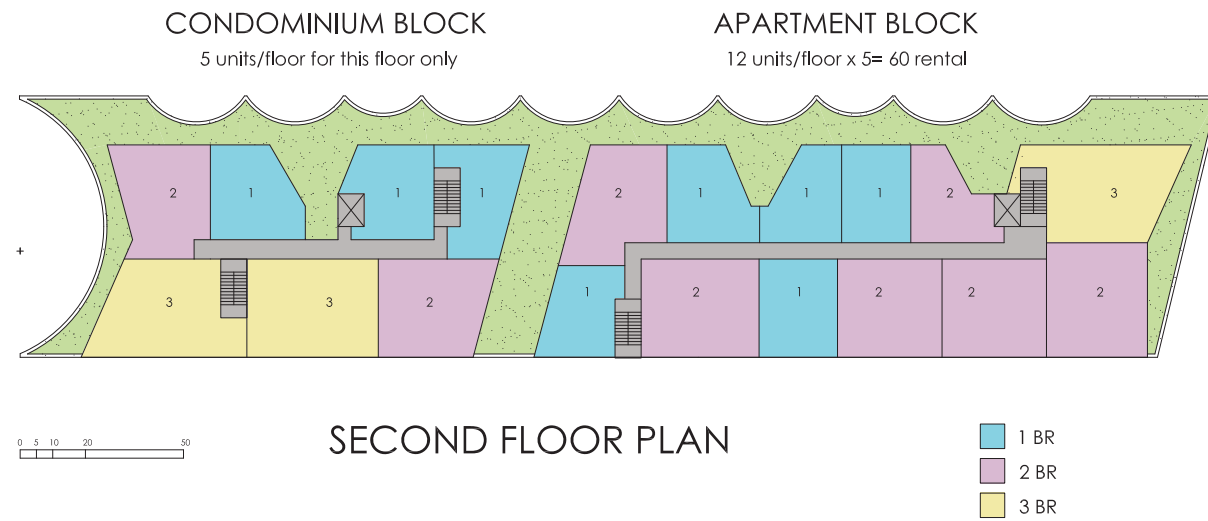 CONDOMINIUM BLOCK
5 units/floor for this floor only
APARTMENT BLOCK
12 units/floor x 5= 60 rental
2
1
1
1
2
1
1
1
2
3
3
3
2
1
2
1
2
2
2
0 5 10 20 50
SECOND FLOOR PLAN
1 BR
2 BR
3 BR